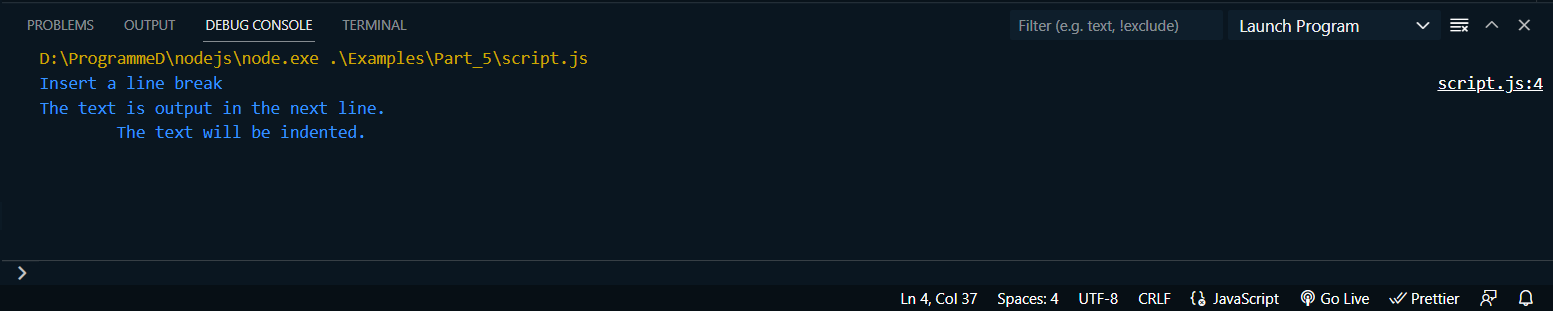 PROBLEMS OUTPUT DEBUG CONSOLE TERMINAL Filter (e.g. text, !exclude) Launch Program
D:\ProgrammeD\nodejs\node.exe .\Examples\Part_5\script.js
Insert a line break script.js:4
The text is output in the next line.
The text will be indented.
Ln 4, Col 37 Spaces: 4 UTF-8 CRLF JavaScript Go Live Prettier